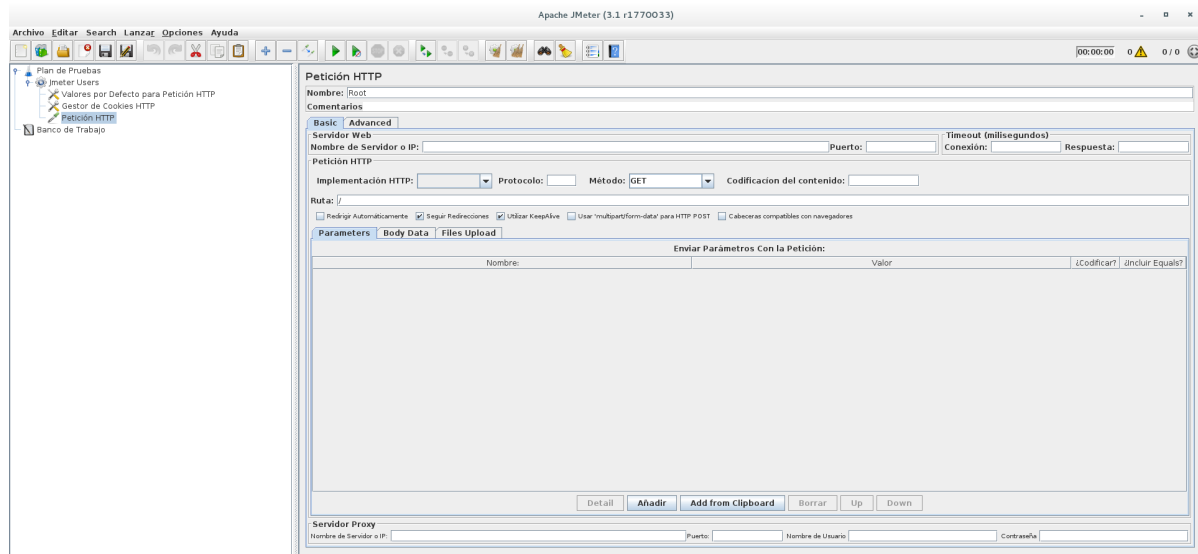 Apache JMeter (3.1 r1770033)
Archivo Editar Search Lanzar Opciones Ayuda
00:00:00 0 0 / 0
Plan de Pruebas
Jmeter Users
Valores por Defecto para Petición HTTP
Gestor de Cookies HTTP
Petición HTTP
Banco de Trabajo
Petición HTTP
Nombre: Root
Comentarios
Basic Advanced
Servidor Web Timeout (milisegundos)
Nombre de Servidor o IP: Puerto: Conexión: Respuesta:
Petición HTTP
Implementación HTTP: Protocolo: Método: GET Codificacion del contenido:
Ruta: /
Redirigir Automáticamente Seguir Redirecciones Utilizar KeepAlive Usar 'multipart/form-data' para HTTP POST Cabeceras compatibles con navegadores
Parameters Body Data Files Upload
Enviar Parámetros Con la Petición:
Nombre: Valor ¿Codificar? ¿Incluir Equals?
Detail Añadir Add from Clipboard Borrar Up Down
Servidor Proxy
Nombre de Servidor o IP: Puerto: Nombre de Usuario Contraseña